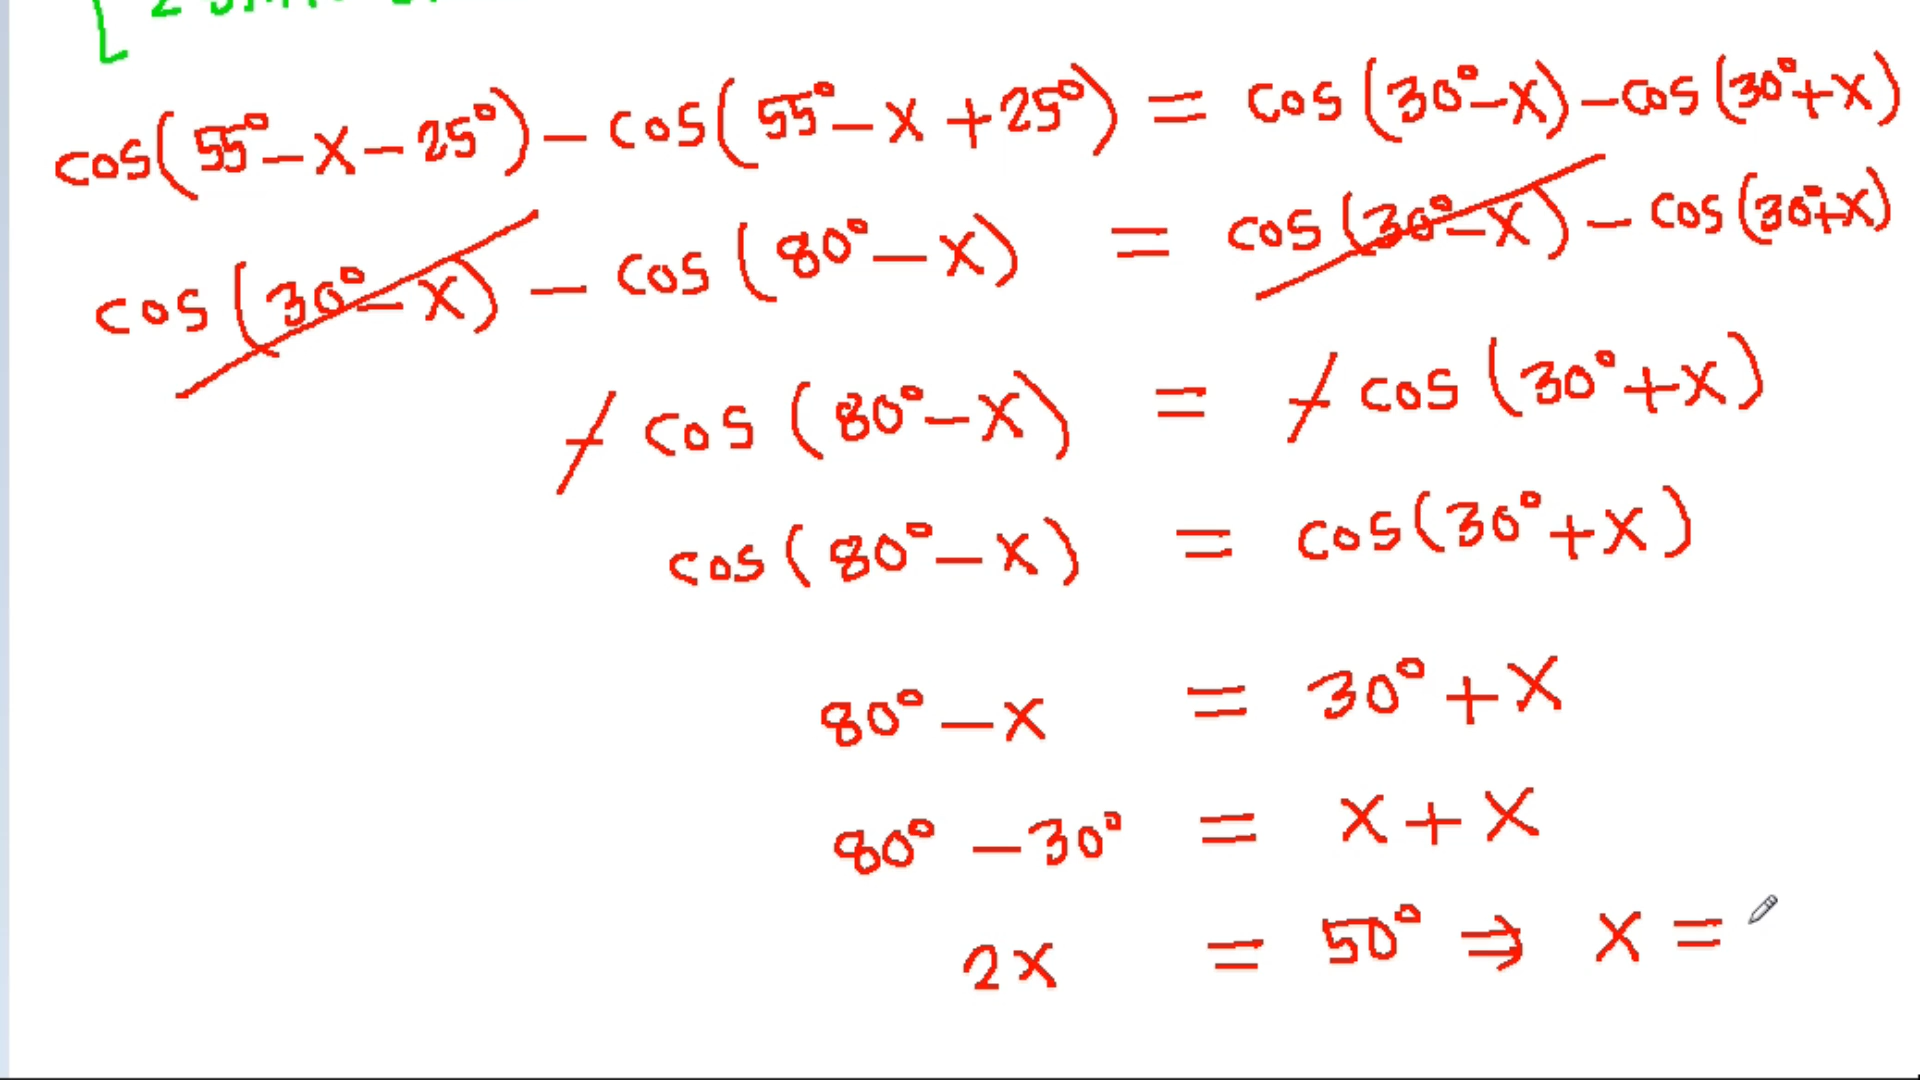 cos(55°-x-25°)-cos(55°-x+25°) = cos(30°-x)-cos(30°+x)
cos(30°-x) - cos(80°-x) = cos(30°-x) - cos(30°+x)
- cos(80°-x) = - cos(30°+x)
cos(80°-x) = cos(30°+x)
80°-x = 30°+x
80°-30° = x+x
2x = 50° ⇒ x =